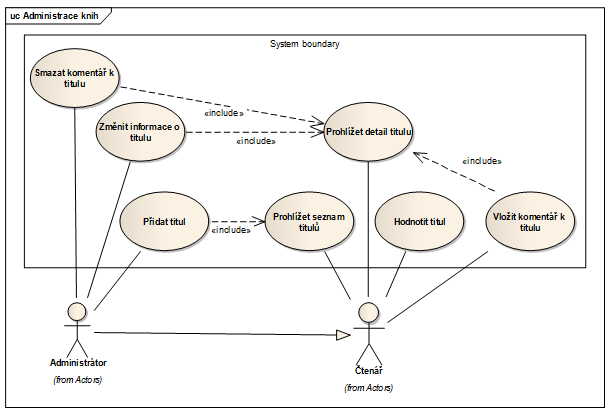 uc Administrace knih
System boundary
Smazat komentář k
titulu
«include»
Změnit informace o
titulu
«include»
Prohlížet detail titulu
«include»
Přidat titul
«include»
Prohlížet seznam
titulů
Hodnotit titul
Vložit komentář k
titulu
Administrátor
(from Actors)
Čtenář
(from Actors)